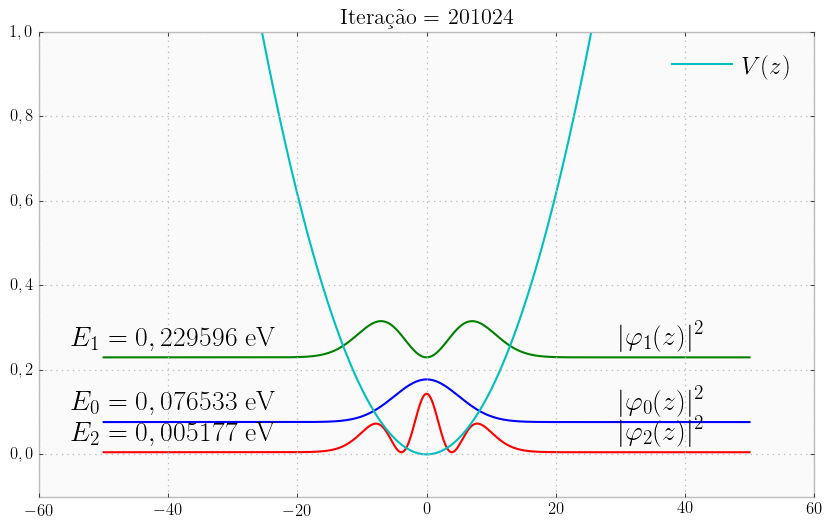 Iteração = 201024
1,0
V(z)
0,8
0,6
0,4
E₁ = 0,229596 eV |φ₁(z)|²
0,2
E₀ = 0,076533 eV |φ₀(z)|²
E₂ = 0,005177 eV |φ₂(z)|²
0,0
−60 −40 −20 0 20 40 60